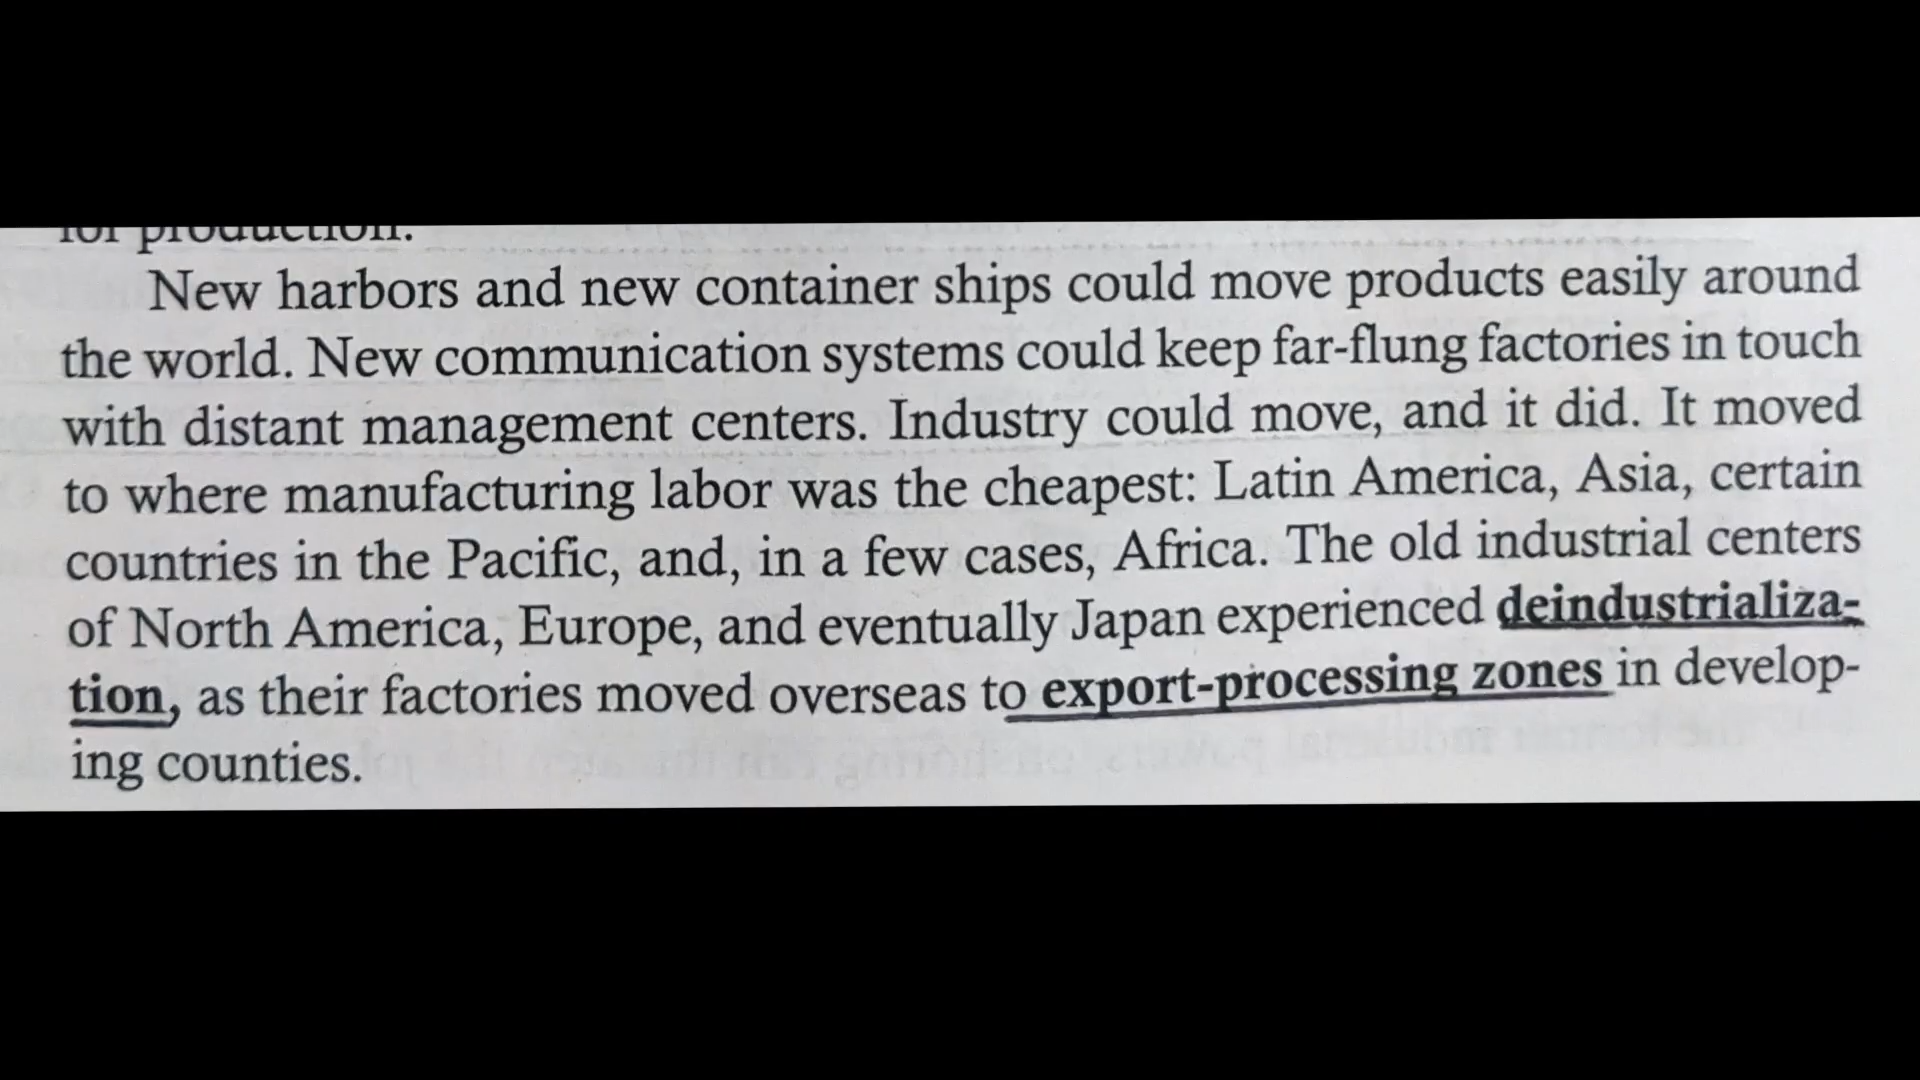 for production.
New harbors and new container ships could move products easily around
the world. New communication systems could keep far-flung factories in touch
with distant management centers. Industry could move, and it did. It moved
to where manufacturing labor was the cheapest: Latin America, Asia, certain
countries in the Pacific, and, in a few cases, Africa. The old industrial centers
of North America, Europe, and eventually Japan experienced deindustrializa-
tion, as their factories moved overseas to export-processing zones in develop-
ing counties.